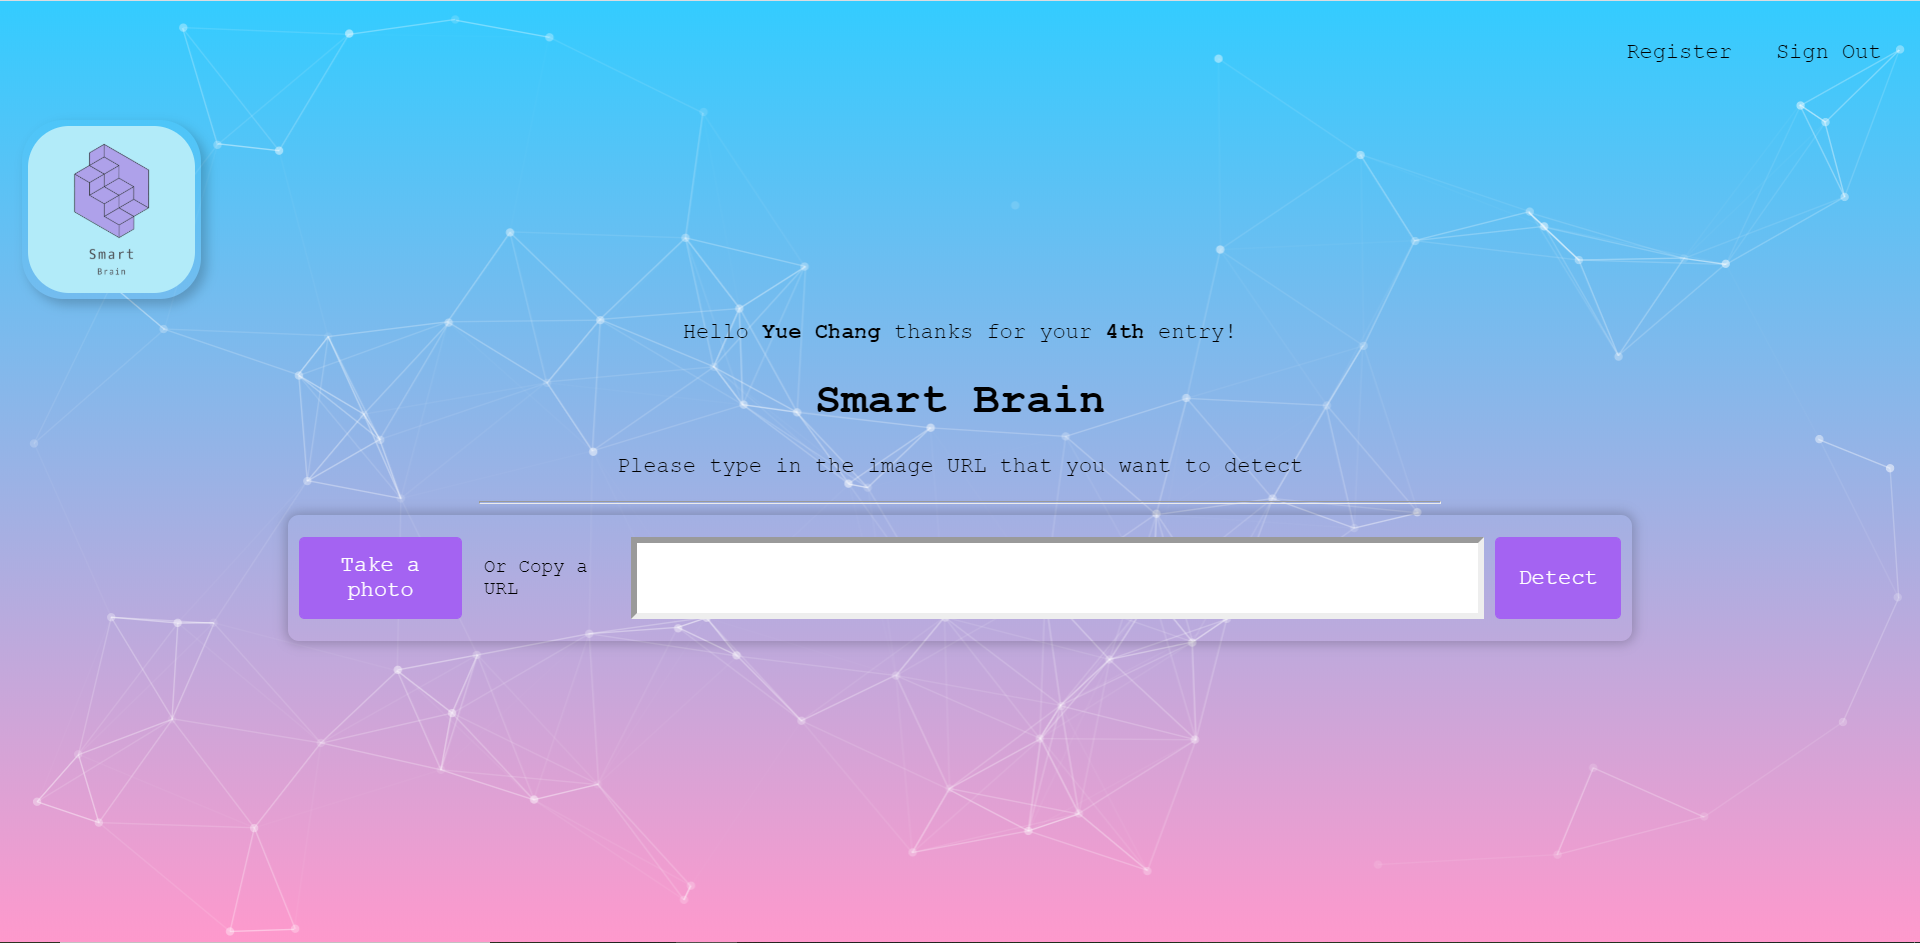 Register Sign Out
Smart
Brain
Hello Yue Chang thanks for your 4th entry!
Smart Brain
Please type in the image URL that you want to detect
Take a
photo
Or Copy a
URL
Detect